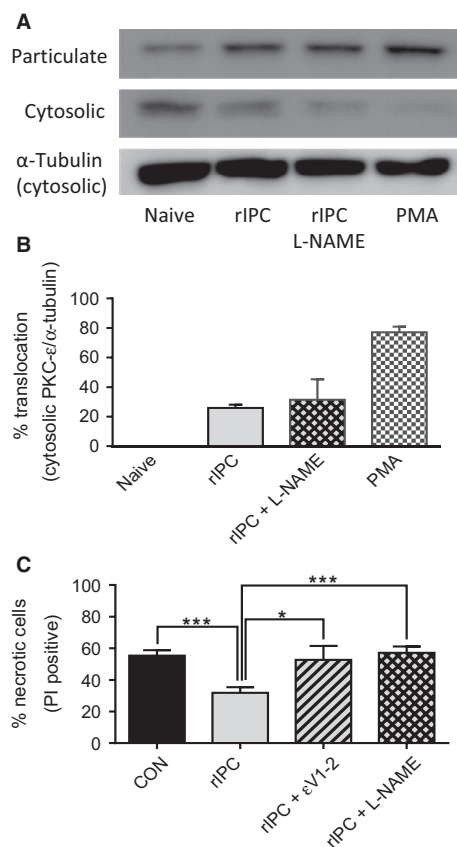 A
Particulate
Cytosolic
α-Tubulin
(cytosolic)
Naive rIPC rIPC PMA
L-NAME
B
% translocation
(cytosolic PKC-ε/α-tubulin)
100
80
60
40
20
0
Naive
rIPC
rIPC + L-NAME
PMA
C
% necrotic cells
(PI positive)
100
80
60
40
20
0
***
*
***
CON
rIPC
rIPC + εV1-2
rIPC + L-NAME